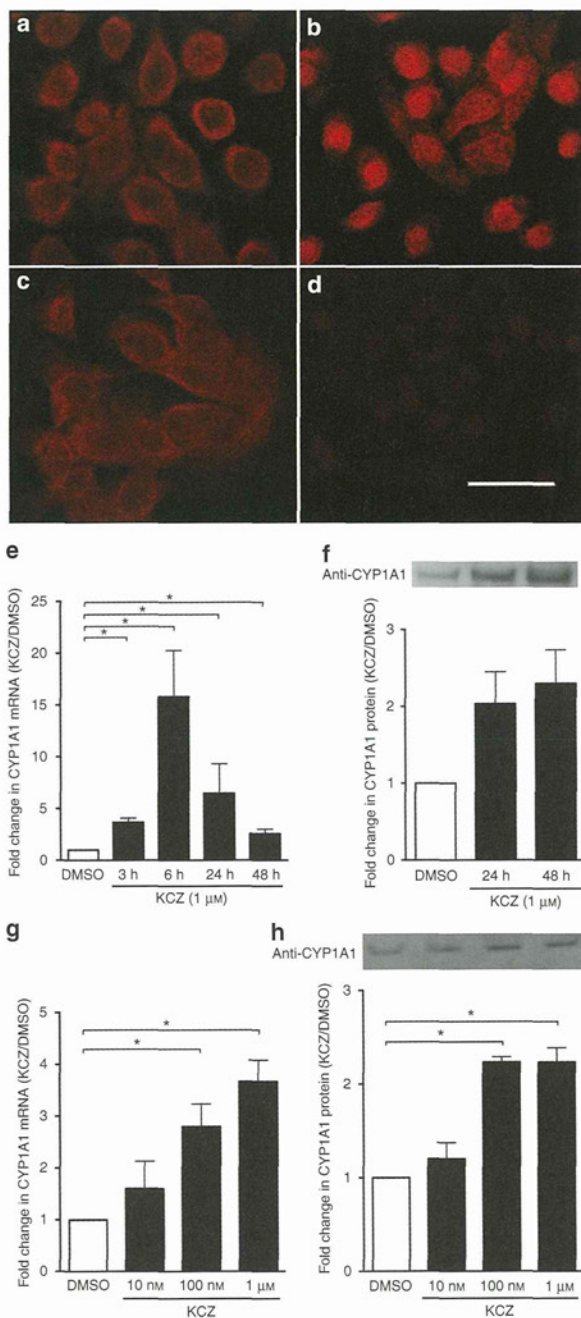 a
b
c
d
e
Fold change in CYP1A1 mRNA (KCZ/DMSO)
25
20
15
10
5
0
*
*
*
*
DMSO
3 h
6 h
24 h
48 h
KCZ (1 μM)
f
Anti-CYP1A1
Fold change in CYP1A1 protein (KCZ/DMSO)
3
2
1
0
DMSO
24 h
48 h
KCZ (1 μM)
g
Fold change in CYP1A1 mRNA (KCZ/DMSO)
5
4
3
2
1
0
*
*
DMSO
10 nM
100 nM
1 μM
KCZ
h
Anti-CYP1A1
Fold change in CYP1A1 protein (KCZ/DMSO)
3
2
1
0
*
*
DMSO
10 nM
100 nM
1 μM
KCZ